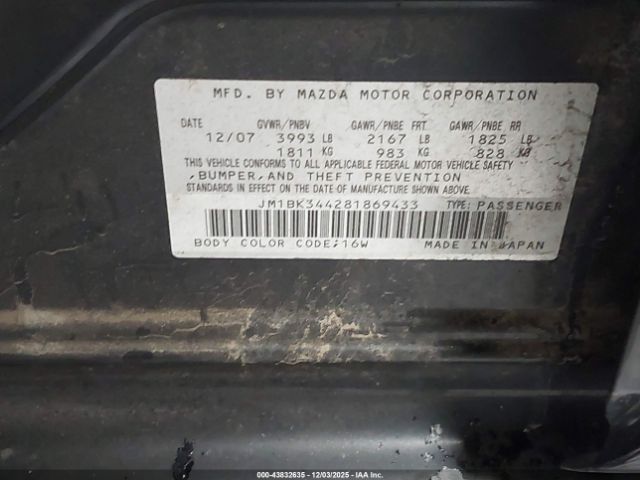 MFD. BY MAZDA MOTOR CORPORATION
DATE GVWR/PNBV GAWR/PNBE FRT GAWR/PNBE RR
12/07 3993 LB 2167 LB 1825 LB
1811 KG 983 KG 828 KG
THIS VEHICLE CONFORMS TO ALL APPLICABLE FEDERAL MOTOR VEHICLE SAFETY
,BUMPER,AND THEFT PREVENTION
STANDARDS IN EFFECT ON THE DATE OF MANUFACTURE SHOWN ABOVE.
JM1BK344281869433 TYPE: PASSENGER
BODY COLOR CODE:16W MADE IN JAPAN
000-43832635 - 12/03/2025 - IAA Inc.